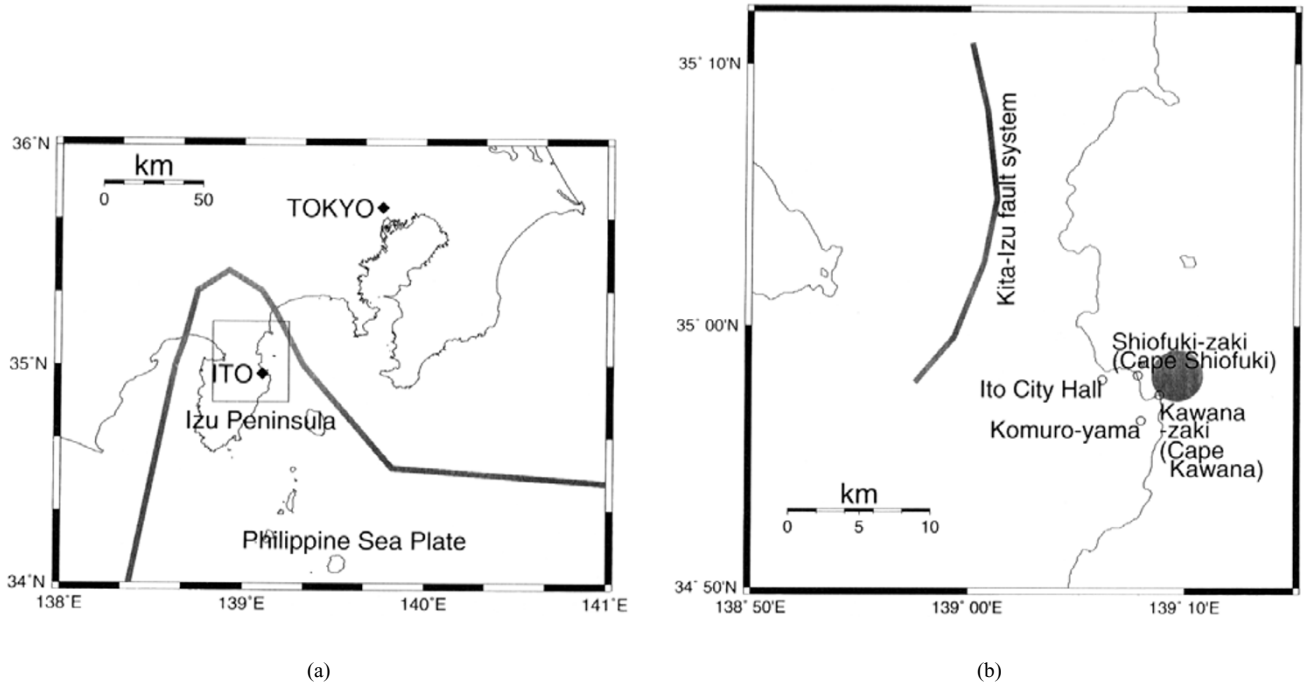 36°N
km
0 50
TOKYO
35°N
ITO
Izu Peninsula
Philippine Sea Plate
34°N
138°E 139°E 140°E 141°E
(a)
35° 10'N
Kita-Izu fault system
35° 00'N
Shiofuki-zaki
(Cape Shiofuki)
Ito City Hall
Kawana
-zaki
(Cape
Kawana)
Komuro-yama
km
0 5 10
34° 50'N
138° 50'E 139° 00'E 139° 10'E
(b)